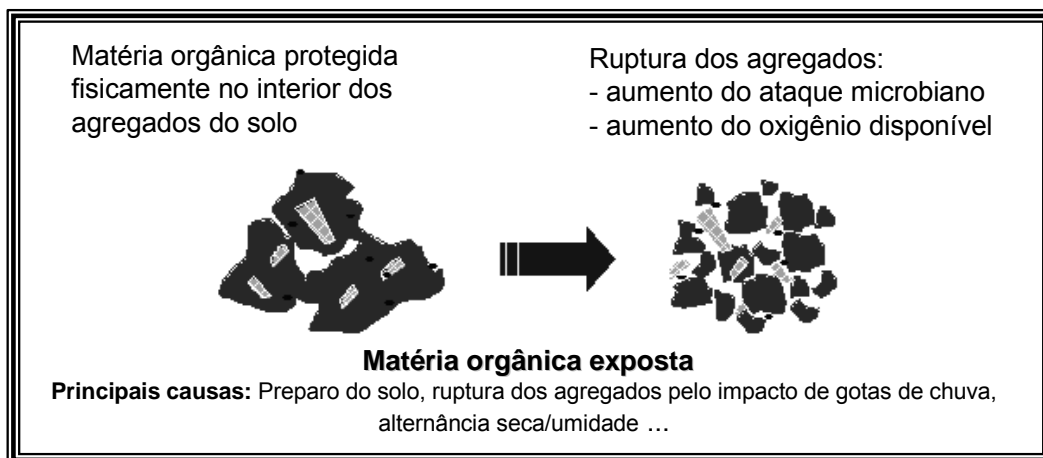 Matéria orgânica protegida
fisicamente no interior dos
agregados do solo
Ruptura dos agregados:
- aumento do ataque microbiano
- aumento do oxigênio disponível
Matéria orgânica exposta
Principais causas: Preparo do solo, ruptura dos agregados pelo impacto de gotas de chuva,
alternância seca/umidade ...